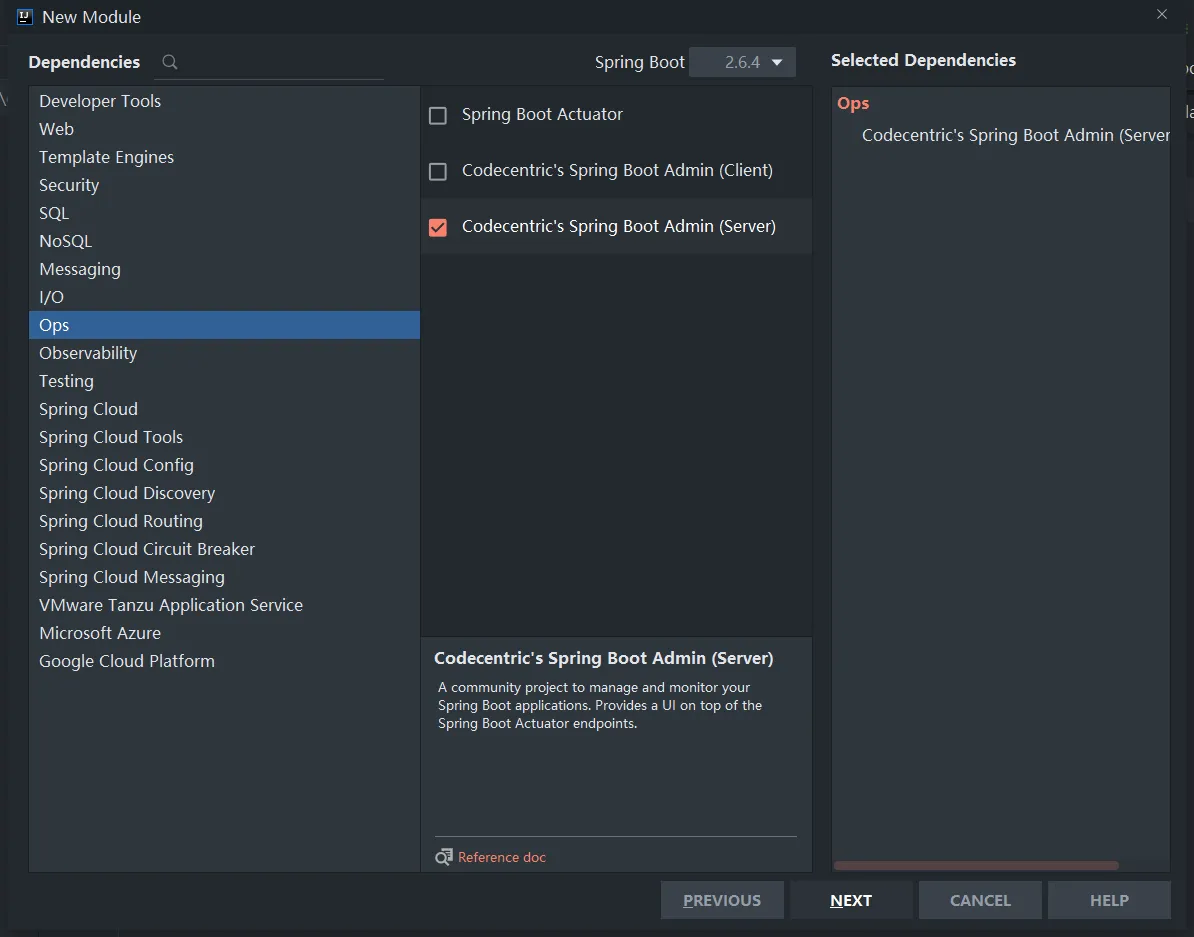 New Module
Dependencies
Spring Boot 2.6.4
Selected Dependencies
Developer Tools
Web
Template Engines
Security
SQL
NoSQL
Messaging
I/O
Ops
Observability
Testing
Spring Cloud
Spring Cloud Tools
Spring Cloud Config
Spring Cloud Discovery
Spring Cloud Routing
Spring Cloud Circuit Breaker
Spring Cloud Messaging
VMware Tanzu Application Service
Microsoft Azure
Google Cloud Platform
Spring Boot Actuator
Codecentric's Spring Boot Admin (Client)
Codecentric's Spring Boot Admin (Server)
Codecentric's Spring Boot Admin (Server)
A community project to manage and monitor your
Spring Boot applications. Provides a UI on top of the
Spring Boot Actuator endpoints.
Reference doc
Ops
Codecentric's Spring Boot Admin (Server
PREVIOUS
NEXT
CANCEL
HELP